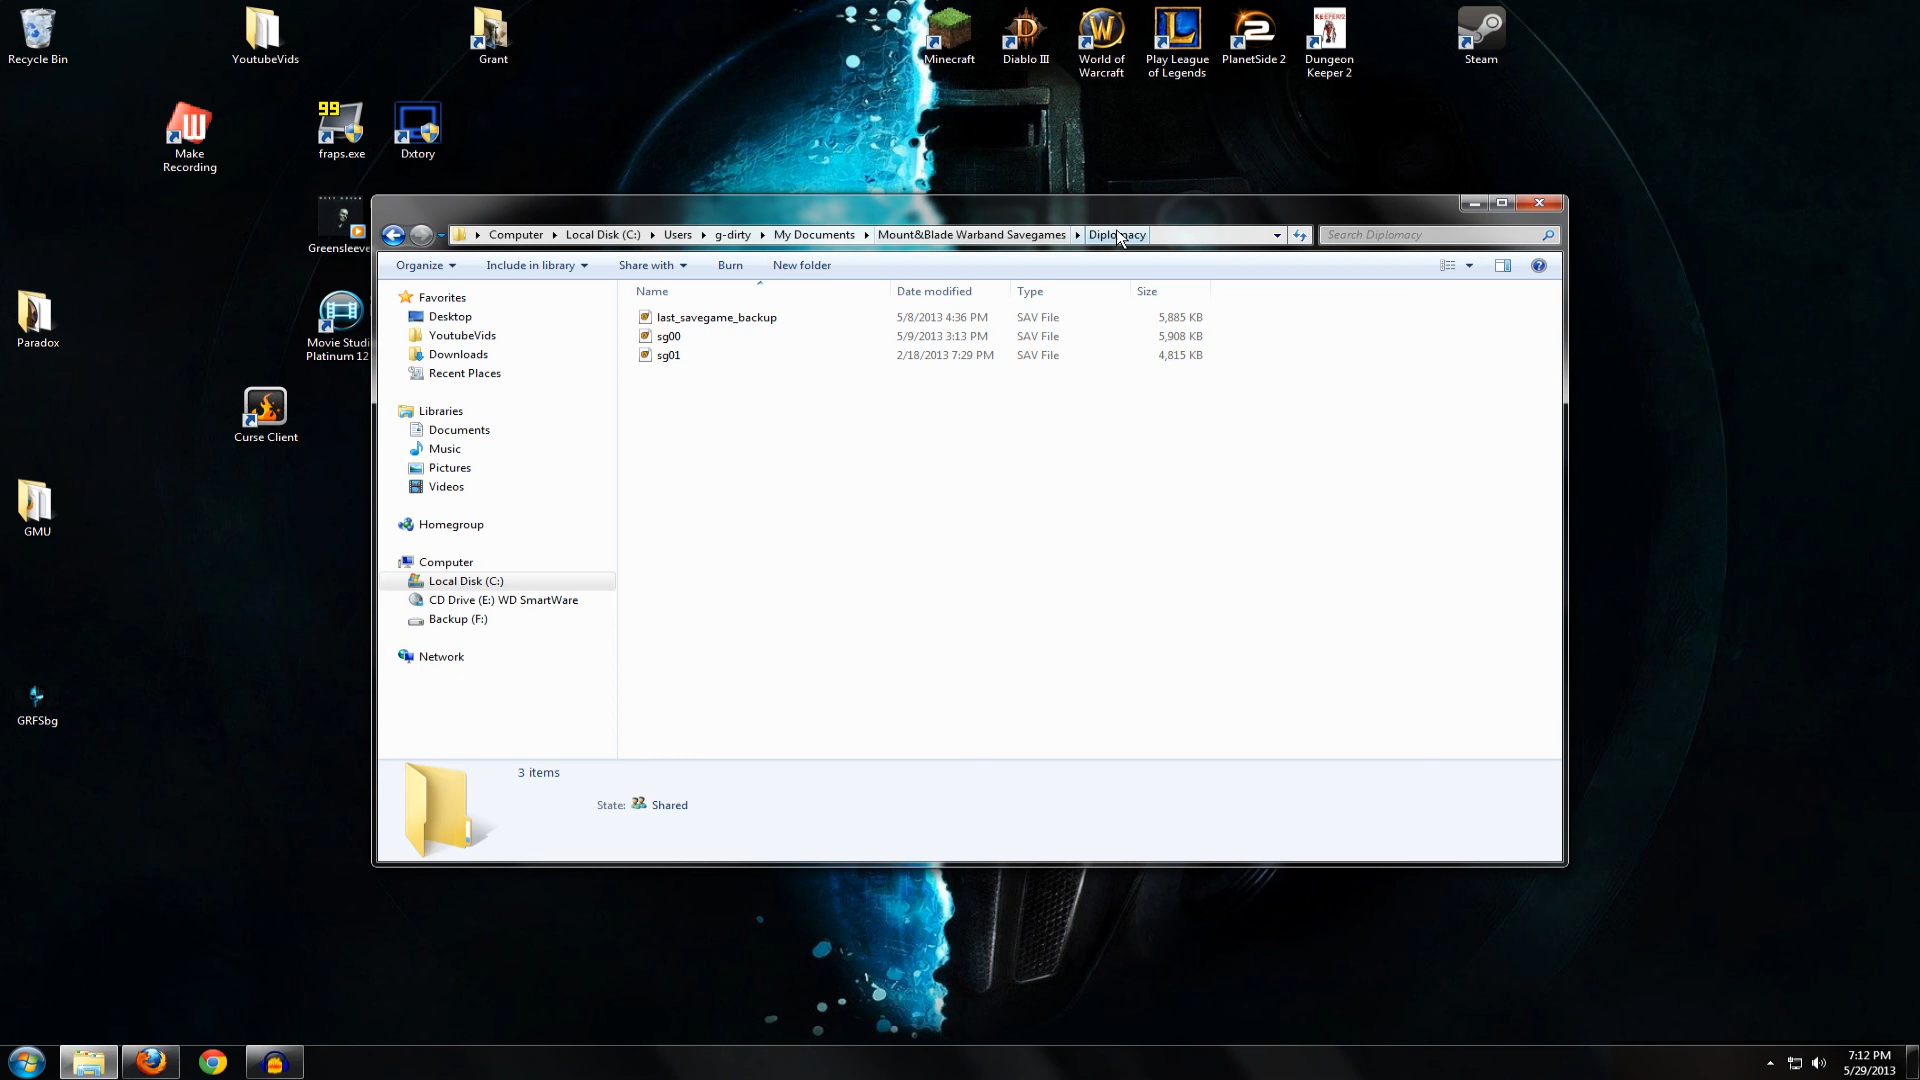 Recycle Bin
YoutubeVids
Grant
Minecraft
Diablo III
World of
Warcraft
Play League
of Legends
PlanetSide 2
KEEPER2
Dungeon
Keeper 2
Steam
Make
Recording
99
fraps.exe
Dxtory
Greensleev
Paradox
Movie Studi
Platinum 12
Curse Client
GMU
GRFSbg
Computer
Local Disk (C:)
Users
g-dirty
My Documents
Mount&Blade Warband Savegames
Diplomacy
Search Diplomacy
Organize
Include in library
Share with
Burn
New folder
Favorites
Desktop
YoutubeVids
Downloads
Recent Places
Libraries
Documents
Music
Pictures
Videos
Homegroup
Computer
Local Disk (C:)
CD Drive (E:) WD SmartWare
Backup (F:)
Network
Name Date modified Type Size
last_savegame_backup 5/8/2013 4:36 PM SAV File 5,885 KB
sg00 5/9/2013 3:13 PM SAV File 5,908 KB
sg01 2/18/2013 7:29 PM SAV File 4,815 KB
3 items
State: Shared
7:12 PM
5/29/2013